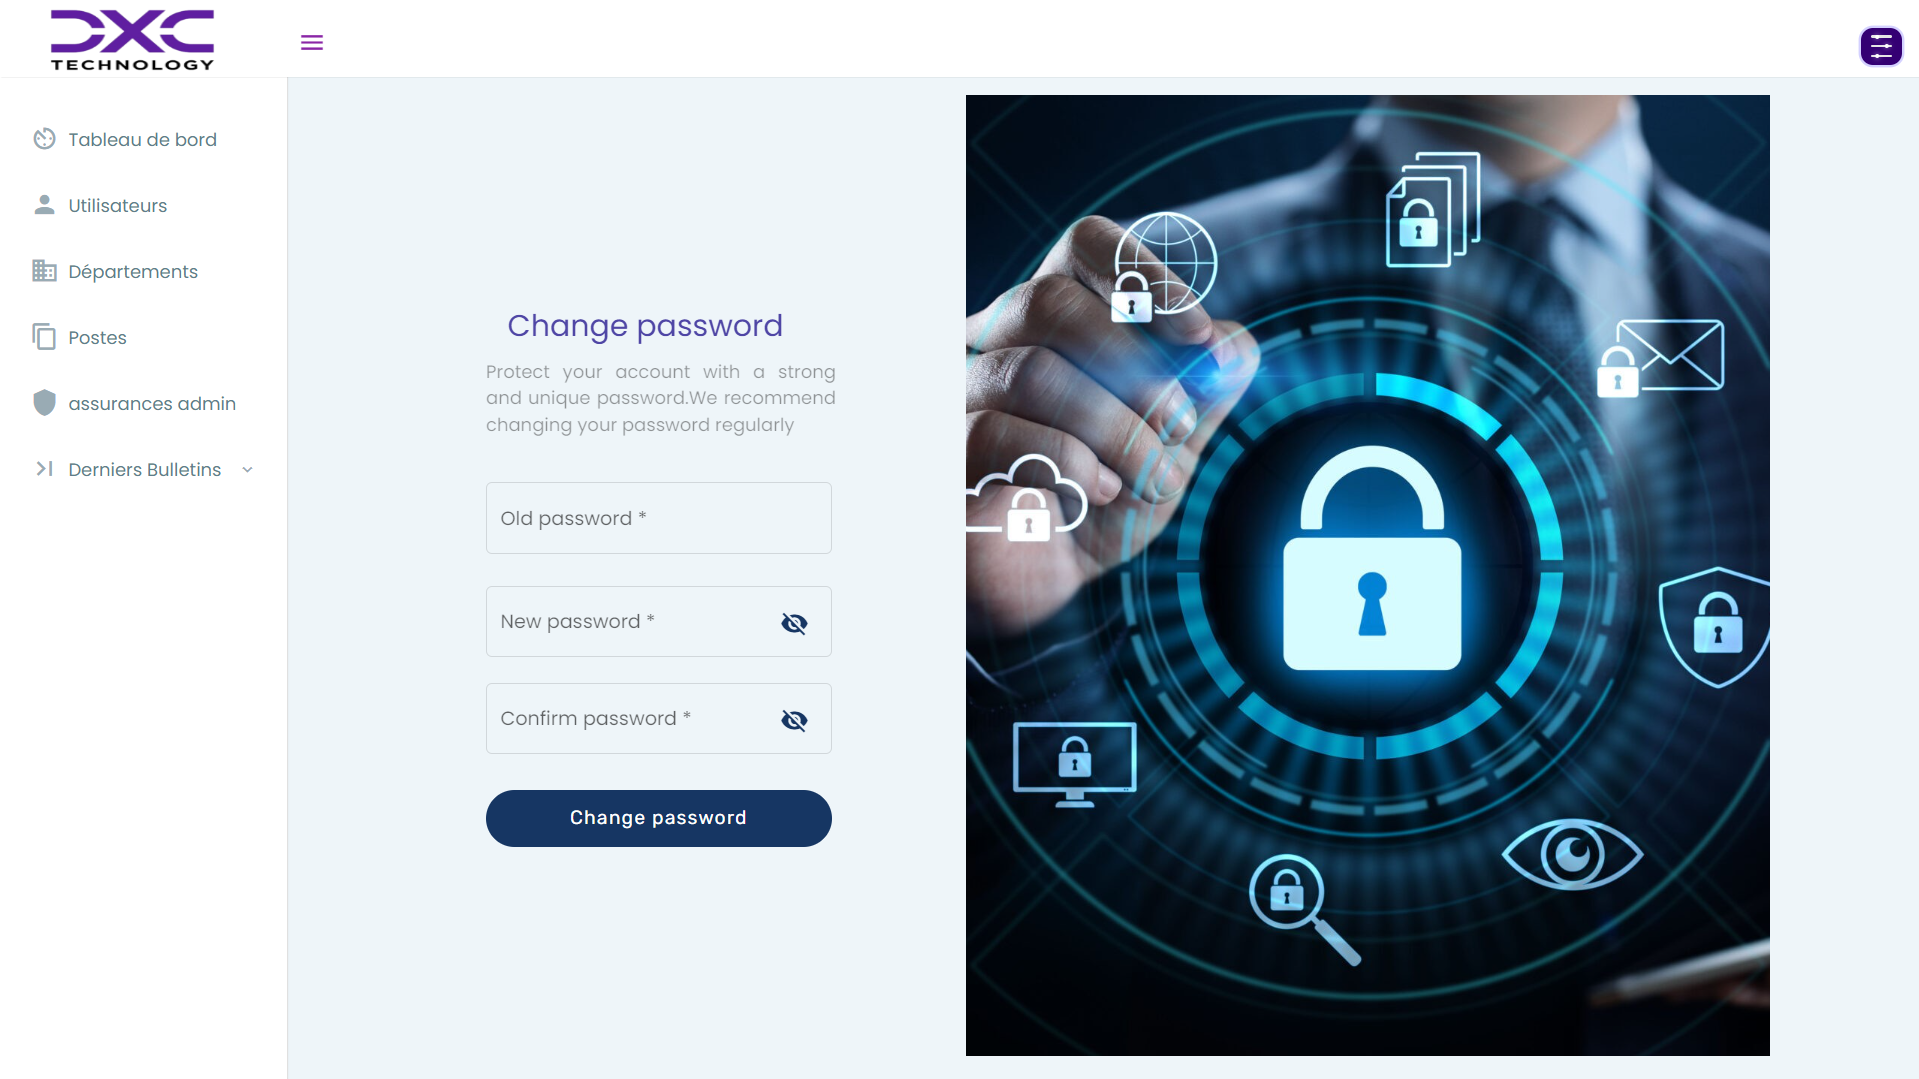 DXC
TECHNOLOGY
Tableau de bord
Utilisateurs
Départements
Postes
assurances admin
Derniers Bulletins
Change password
Protect your account with a strong
and unique password.We recommend
changing your password regularly
Old password *
New password *
Confirm password *
Change password